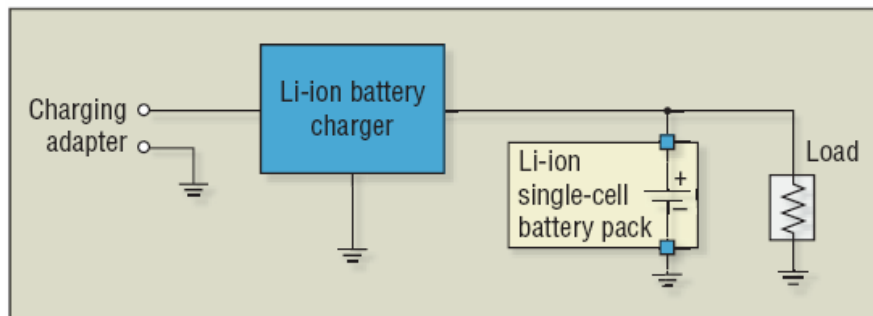 Charging
adapter
Li-ion battery
charger
Li-ion
single-cell
battery pack
+
−
Load